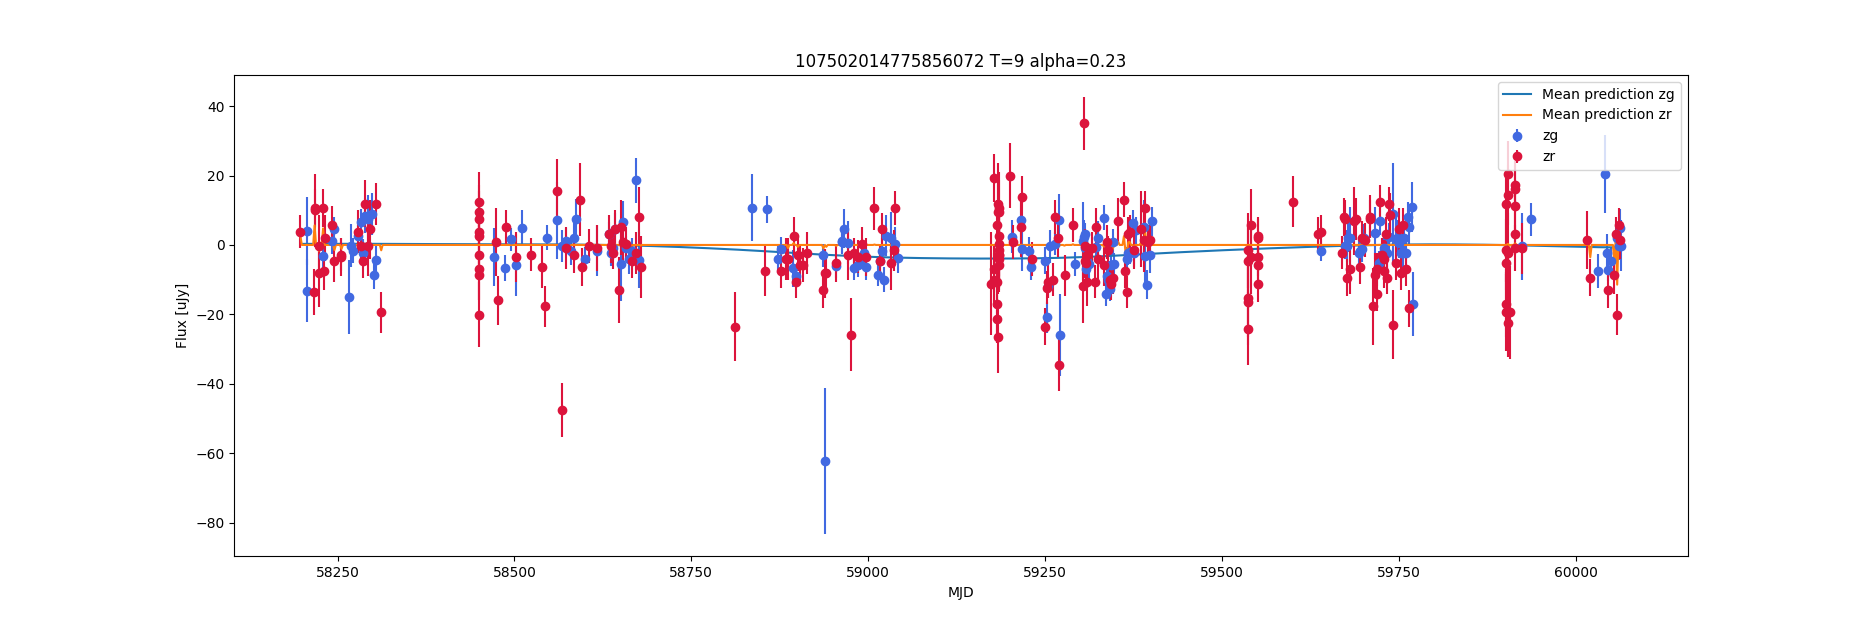 107502014775856072 T=9 alpha=0.23
Flux [uJy]
40
20
0
−20
−40
−60
−80
Mean prediction zg
Mean prediction zr
zg
zr
58250 58500 58750 59000 59250 59500 59750 60000
MJD